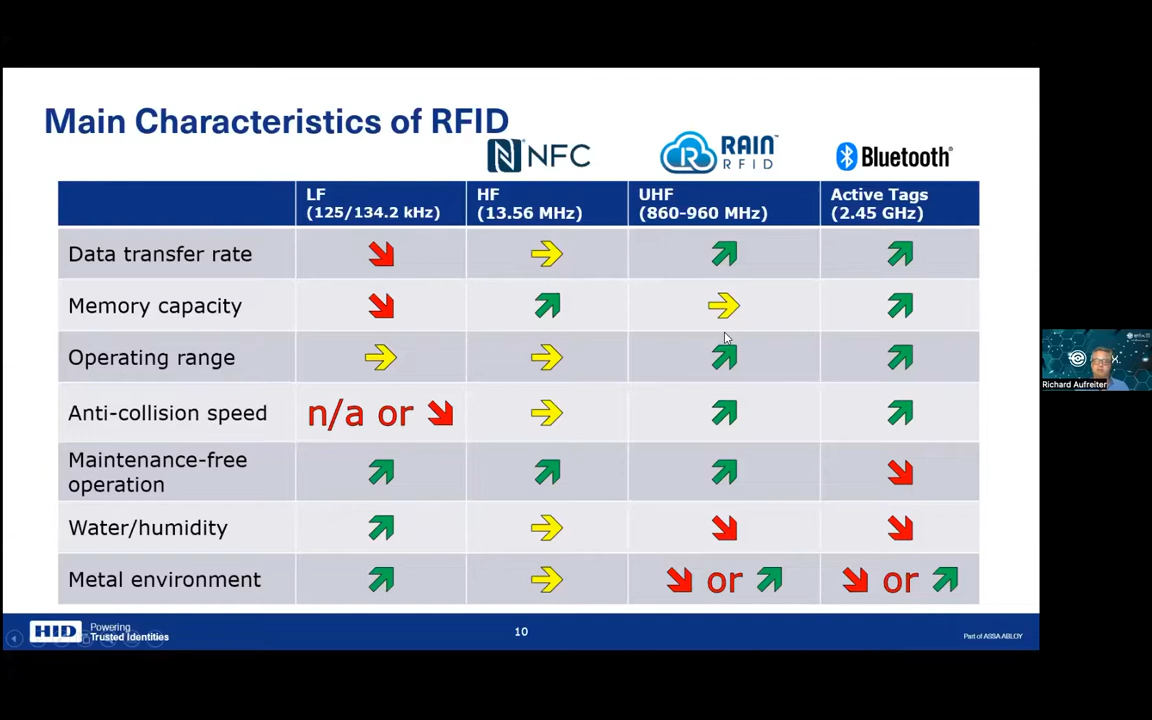 Main Characteristics of RFID
NFC
RAIN
RFID
Bluetooth
LF
(125/134.2 kHz)
HF
(13.56 MHz)
UHF
(860-960 MHz)
Active Tags
(2.45 GHz)
Data transfer rate
Memory capacity
Operating range
Anti-collision speed
n/a or
Maintenance-free
operation
Water/humidity
Metal environment
or
or
HID
Powering
Trusted Identities
10
Part of ASSA ABLOY
Richard Aufreiter